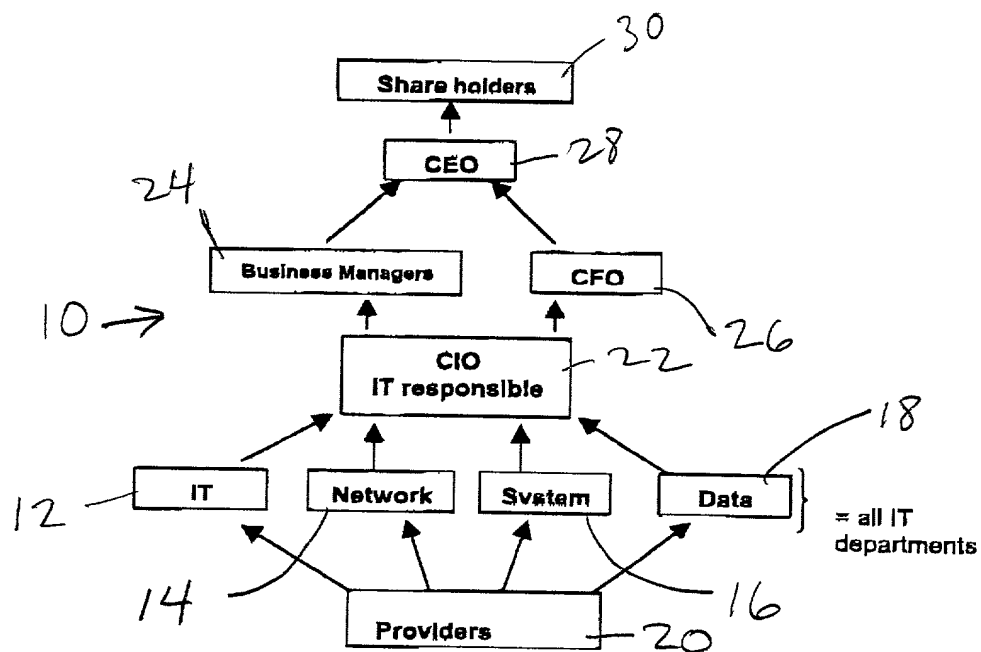 30
Share holders
CEO
28
24
Business Managers
CFO
10
26
CIO
IT responsible
22
18
IT
Network
System
Data
12
= all IT
departments
14
16
Providers
20